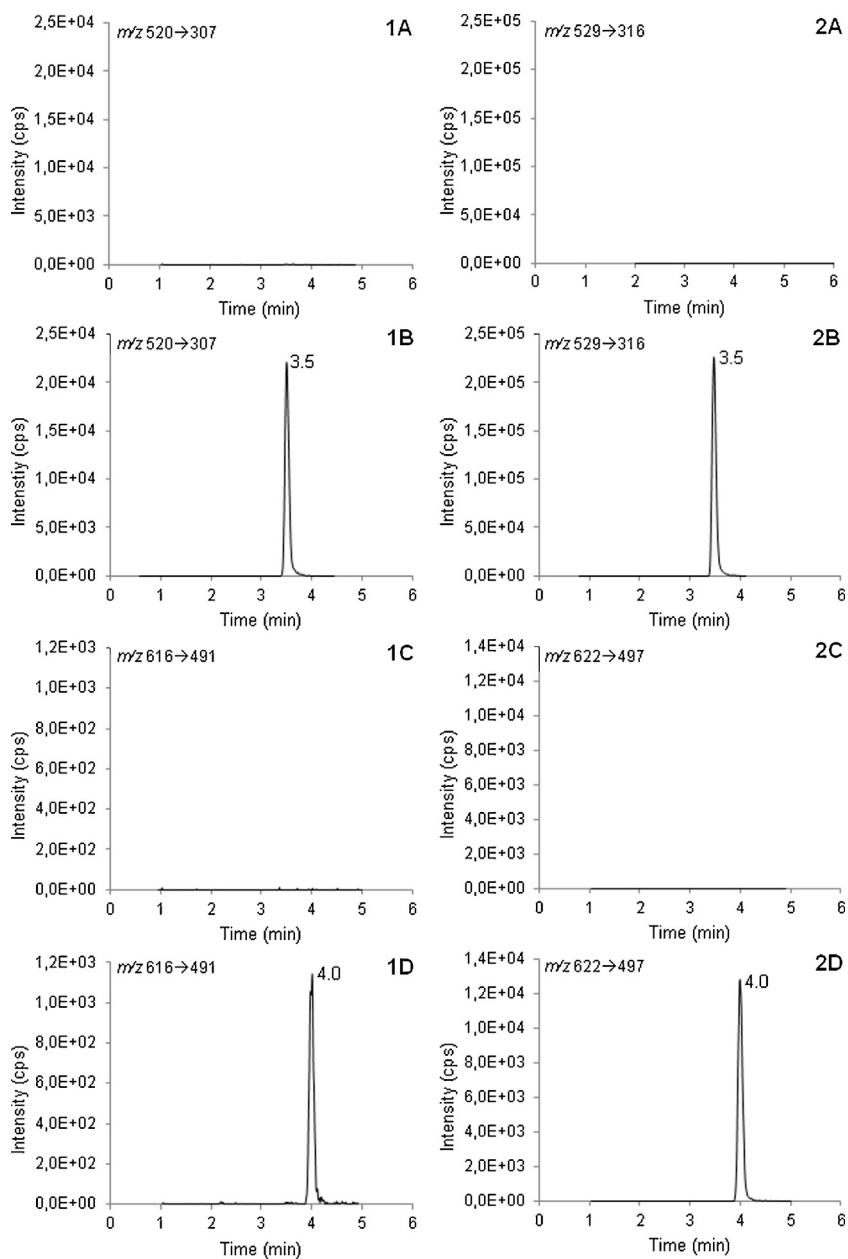 m/z 520→307 1A
2,5E+04
2,0E+04
1,5E+04
1,0E+04
5,0E+03
0,0E+00
Intensity (cps)
0 1 2 3 4 5 6
Time (min)
m/z 529→316 2A
2,5E+05
2,0E+05
1,5E+05
1,0E+05
5,0E+04
0,0E+00
Intensity (cps)
0 1 2 3 4 5 6
Time (min)
m/z 520→307 1B
3.5
2,5E+04
2,0E+04
1,5E+04
1,0E+04
5,0E+03
0,0E+00
Intenstiy (cps)
0 1 2 3 4 5 6
Time (min)
m/z 529→316 2B
3.5
2,5E+05
2,0E+05
1,5E+05
1,0E+05
5,0E+04
0,0E+00
Intensity (cps)
0 1 2 3 4 5 6
Time (min)
m/z 616→491 1C
1,2E+03
1,0E+03
8,0E+02
6,0E+02
4,0E+02
2,0E+02
0,0E+00
Intensity (cps)
0 1 2 3 4 5 6
Time (min)
m/z 622→497 2C
1,4E+04
1,2E+04
1,0E+04
8,0E+03
6,0E+03
4,0E+03
2,0E+03
0,0E+00
Intensity (cps)
0 1 2 3 4 5 6
Time (min)
m/z 616→491 1D
4.0
1,2E+03
1,0E+03
8,0E+02
6,0E+02
4,0E+02
2,0E+02
0,0E+00
Intensity (cps)
0 1 2 3 4 5 6
Time (min)
m/z 622→497 2D
4.0
1,4E+04
1,2E+04
1,0E+04
8,0E+03
6,0E+03
4,0E+03
2,0E+03
0,0E+00
Intensity (cps)
0 1 2 3 4 5 6
Time (min)